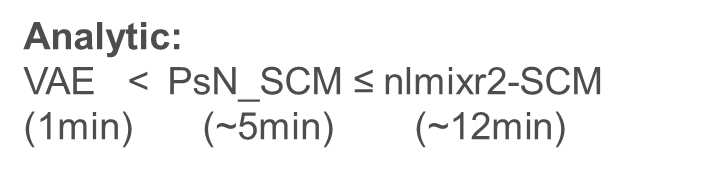 Analytic:
VAE < PsN_SCM ≤ nlmixr2-SCM
(1min) (~5min) (~12min)